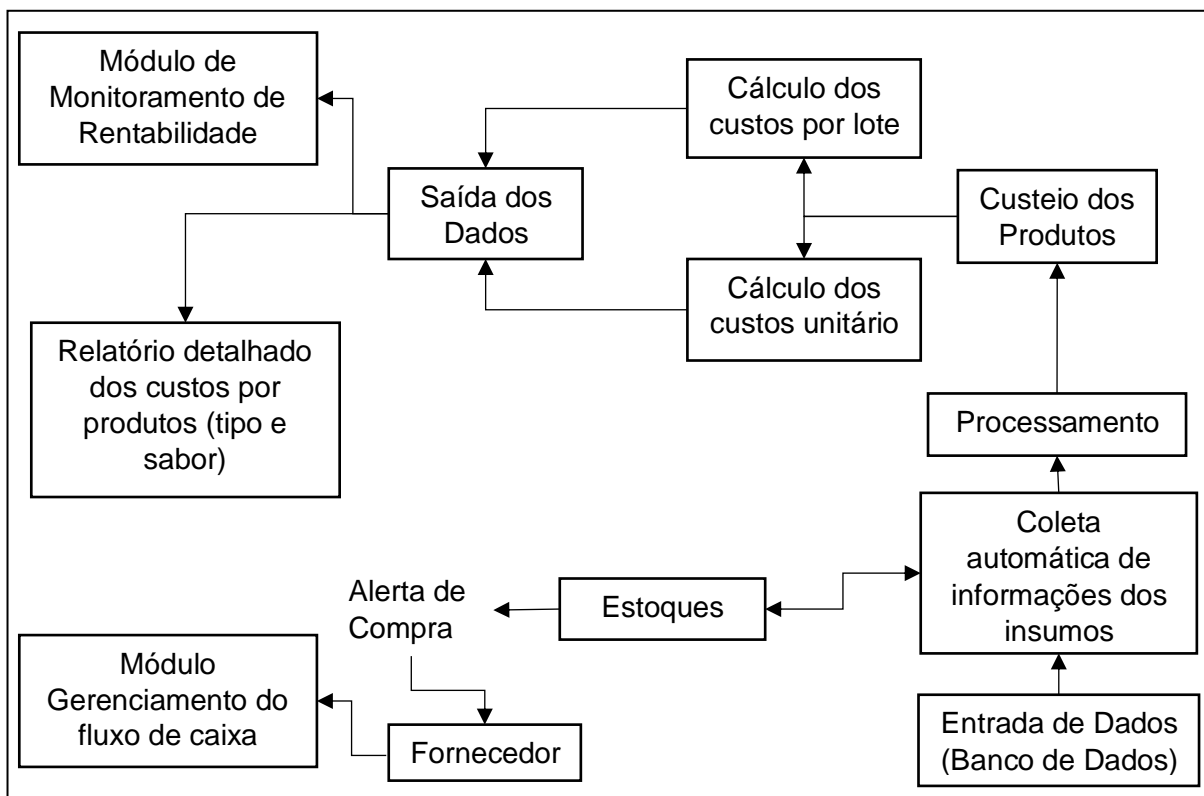 Módulo de
Monitoramento de
Rentabilidade
Cálculo dos
custos por lote
Saída dos
Dados
Custeio dos
Produtos
Cálculo dos
custos unitário
Relatório detalhado
dos custos por
produtos (tipo e
sabor)
Processamento
Coleta
automática de
informações dos
insumos
Alerta de
Compra
Estoques
Módulo
Gerenciamento do
fluxo de caixa
Fornecedor
Entrada de Dados
(Banco de Dados)